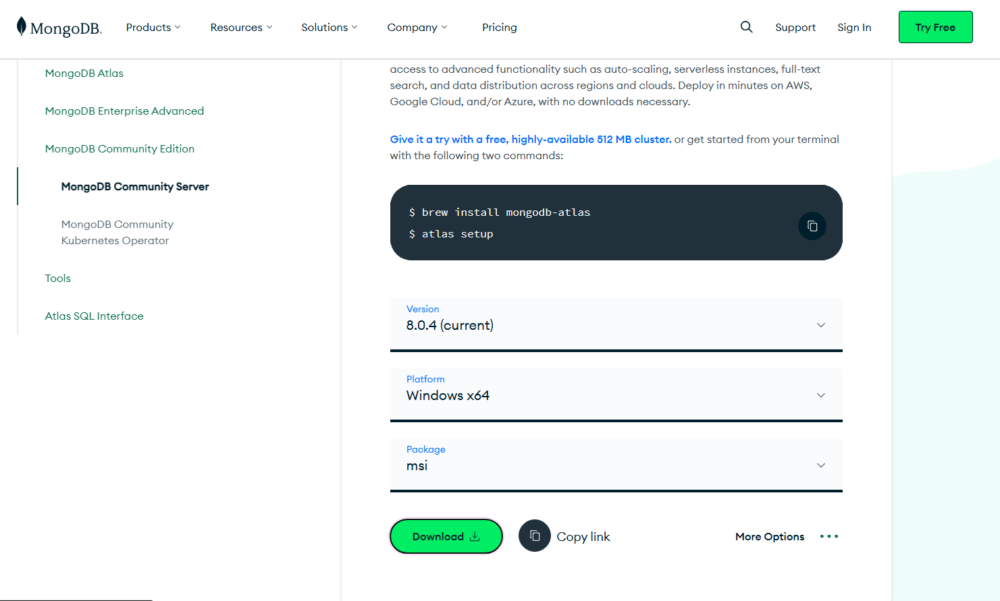 MongoDB.
Products
Resources
Solutions
Company
Pricing
Support
Sign In
Try Free
MongoDB Atlas
MongoDB Enterprise Advanced
MongoDB Community Edition
MongoDB Community Server
MongoDB Community
Kubernetes Operator
Tools
Atlas SQL Interface
access to advanced functionality such as auto-scaling, serverless instances, full-text
search, and data distribution across regions and clouds. Deploy in minutes on AWS,
Google Cloud, and/or Azure, with no downloads necessary.
Give it a try with a free, highly-available 512 MB cluster. or get started from your terminal
with the following two commands:
$ brew install mongodb-atlas
$ atlas setup
Version
8.0.4 (current)
Platform
Windows x64
Package
msi
Download
Copy link
More Options